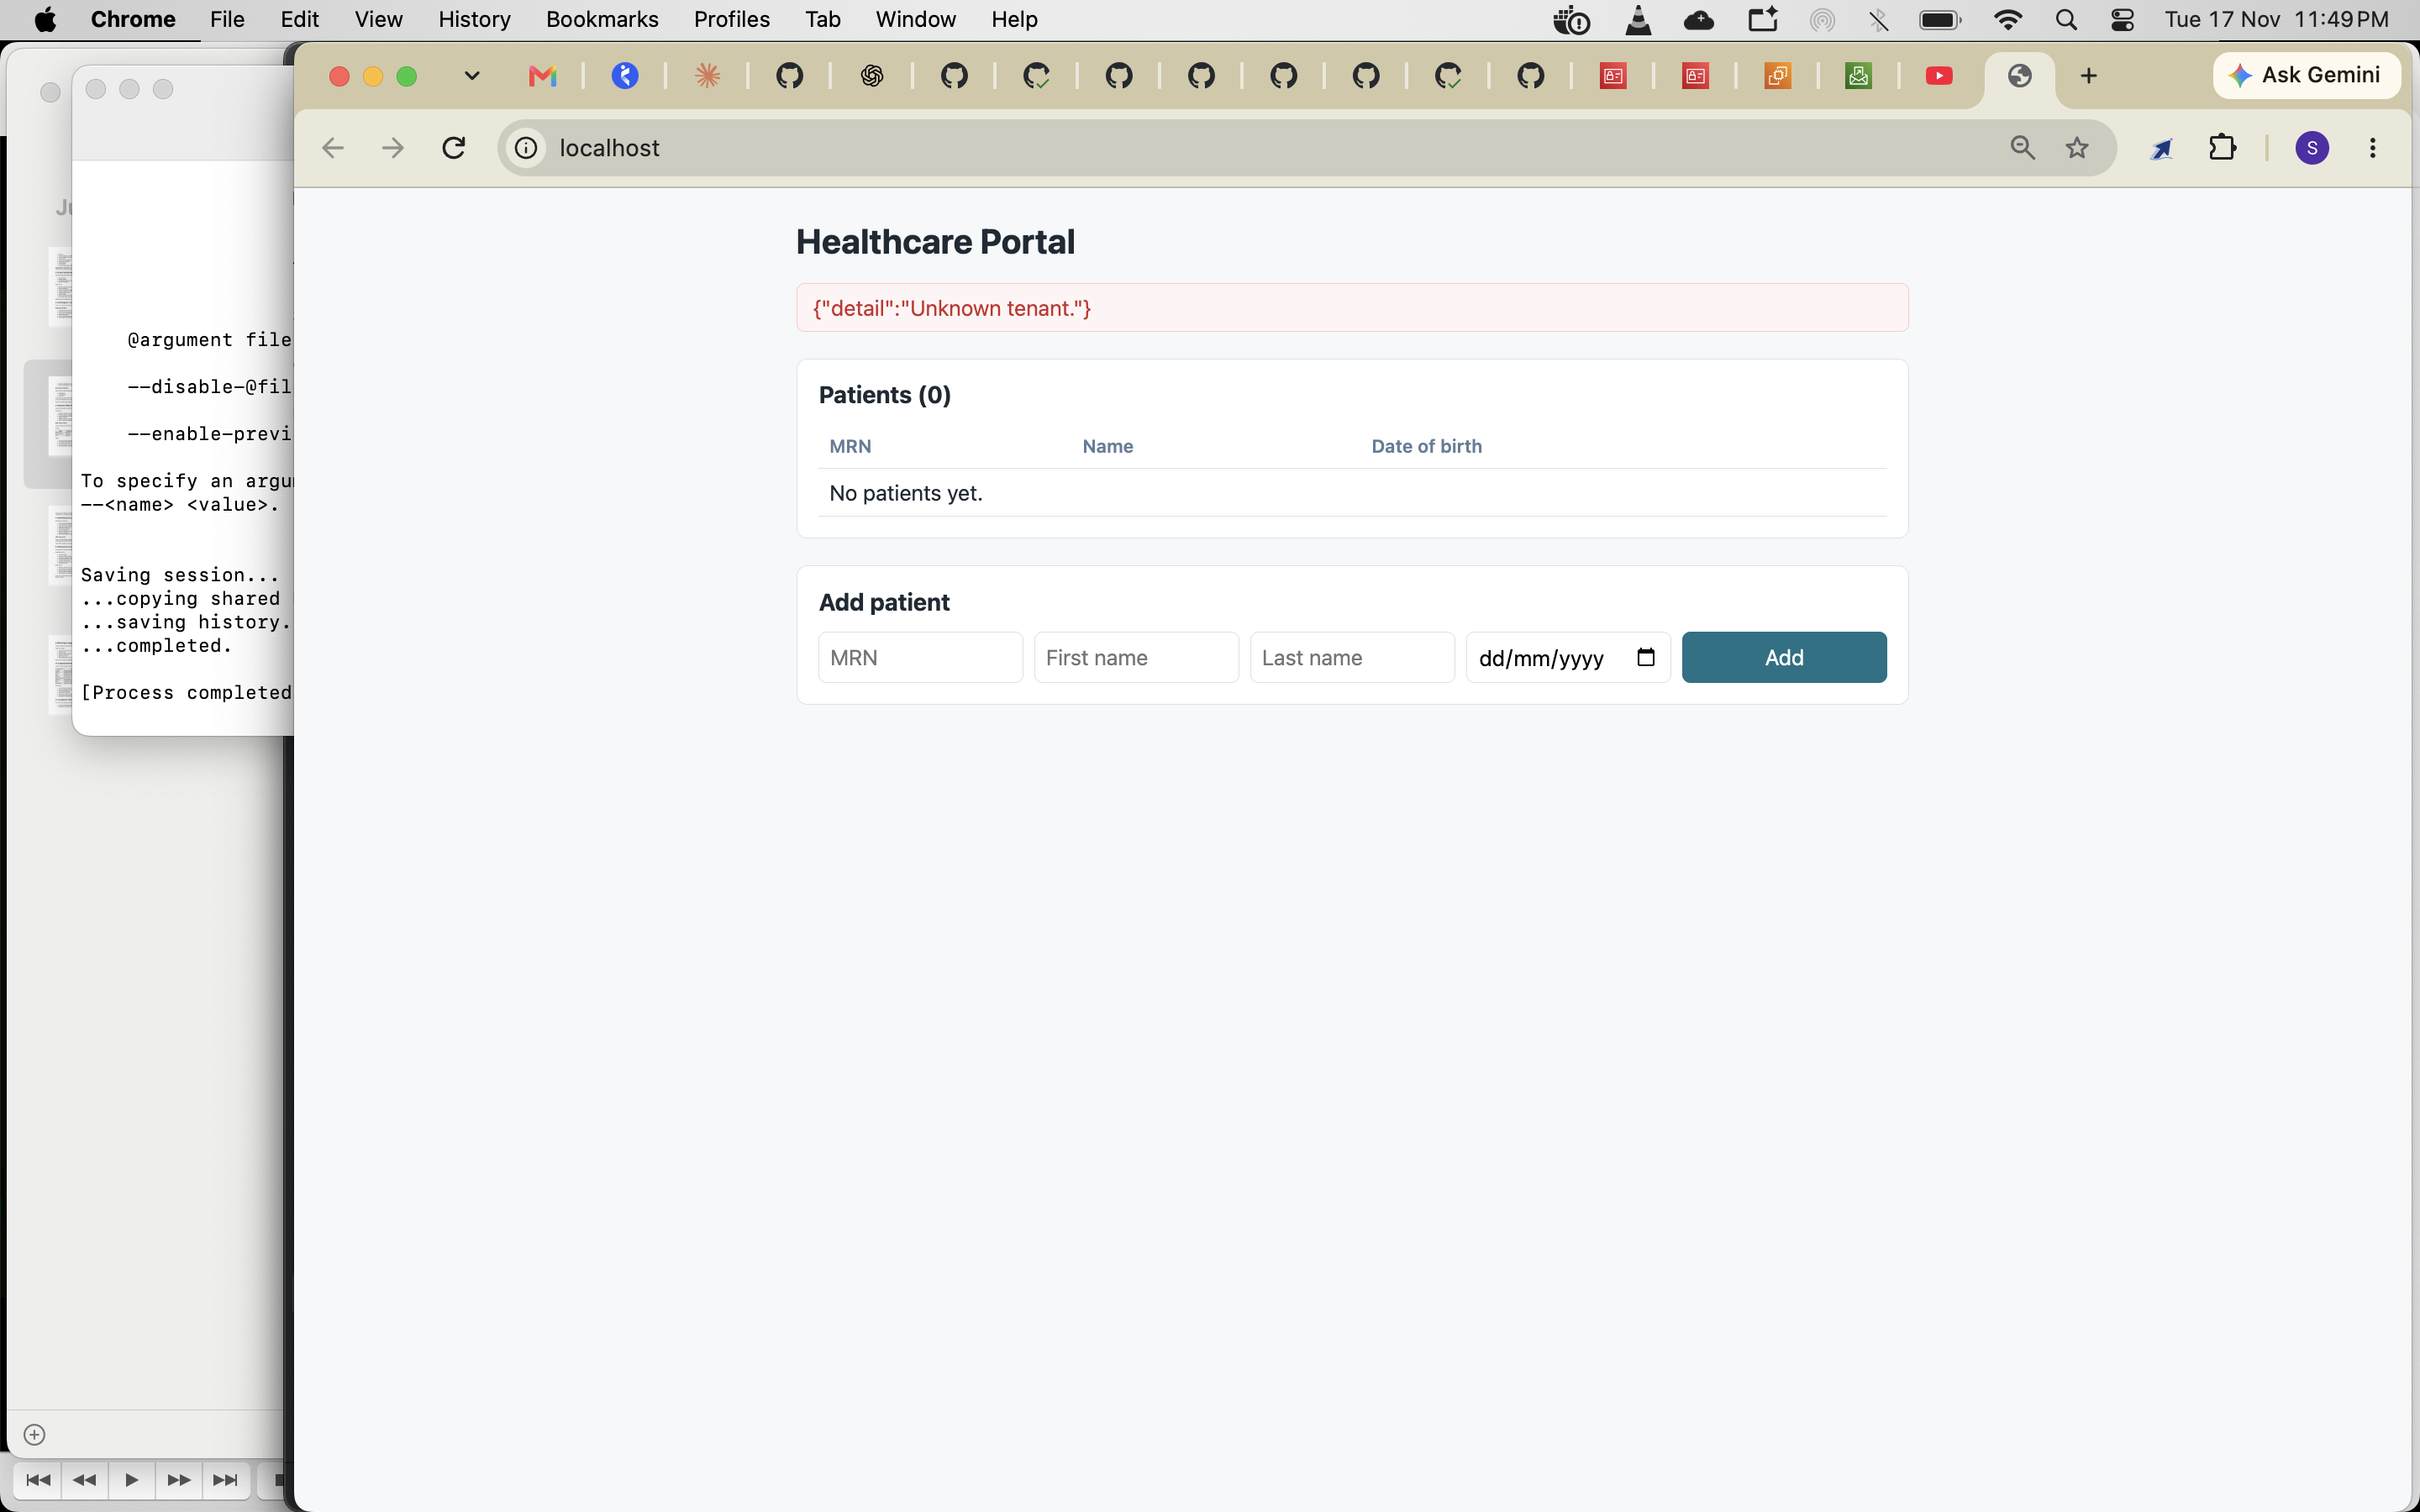 Chrome File Edit View History Bookmarks Profiles Tab Window Help Tue 17 Nov 11:49 PM
Ask Gemini
localhost
S
Ju
@argument file
--disable-@fil
--enable-previ
To specify an argu
--<name> <value>.
Saving session...
...copying shared
...saving history.
...completed.
[Process completed
Healthcare Portal
{"detail":"Unknown tenant."}
Patients (0)
MRN Name Date of birth
No patients yet.
Add patient
MRN First name Last name dd/mm/yyyy Add